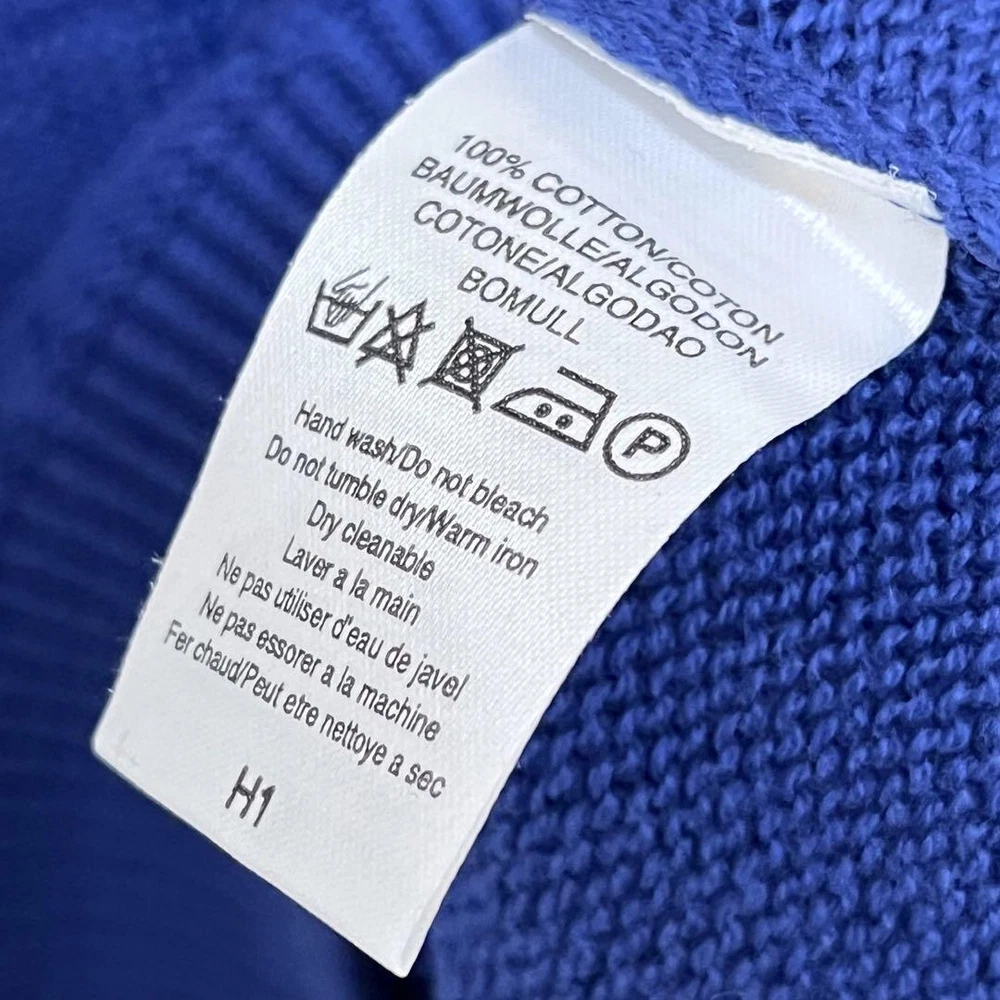 100% COTTON/COTON
BAUMWOLLE/ALGODON
COTONE/ALGODAO
BOMULL
P
Hand wash/Do not bleach
Do not tumble dry/Warm iron
Dry cleanable
Laver a la main
Ne pas utiliser d'eau de javel
Ne pas essorer a la machine
Fer chaud/Peut etre nettoye a sec
H1